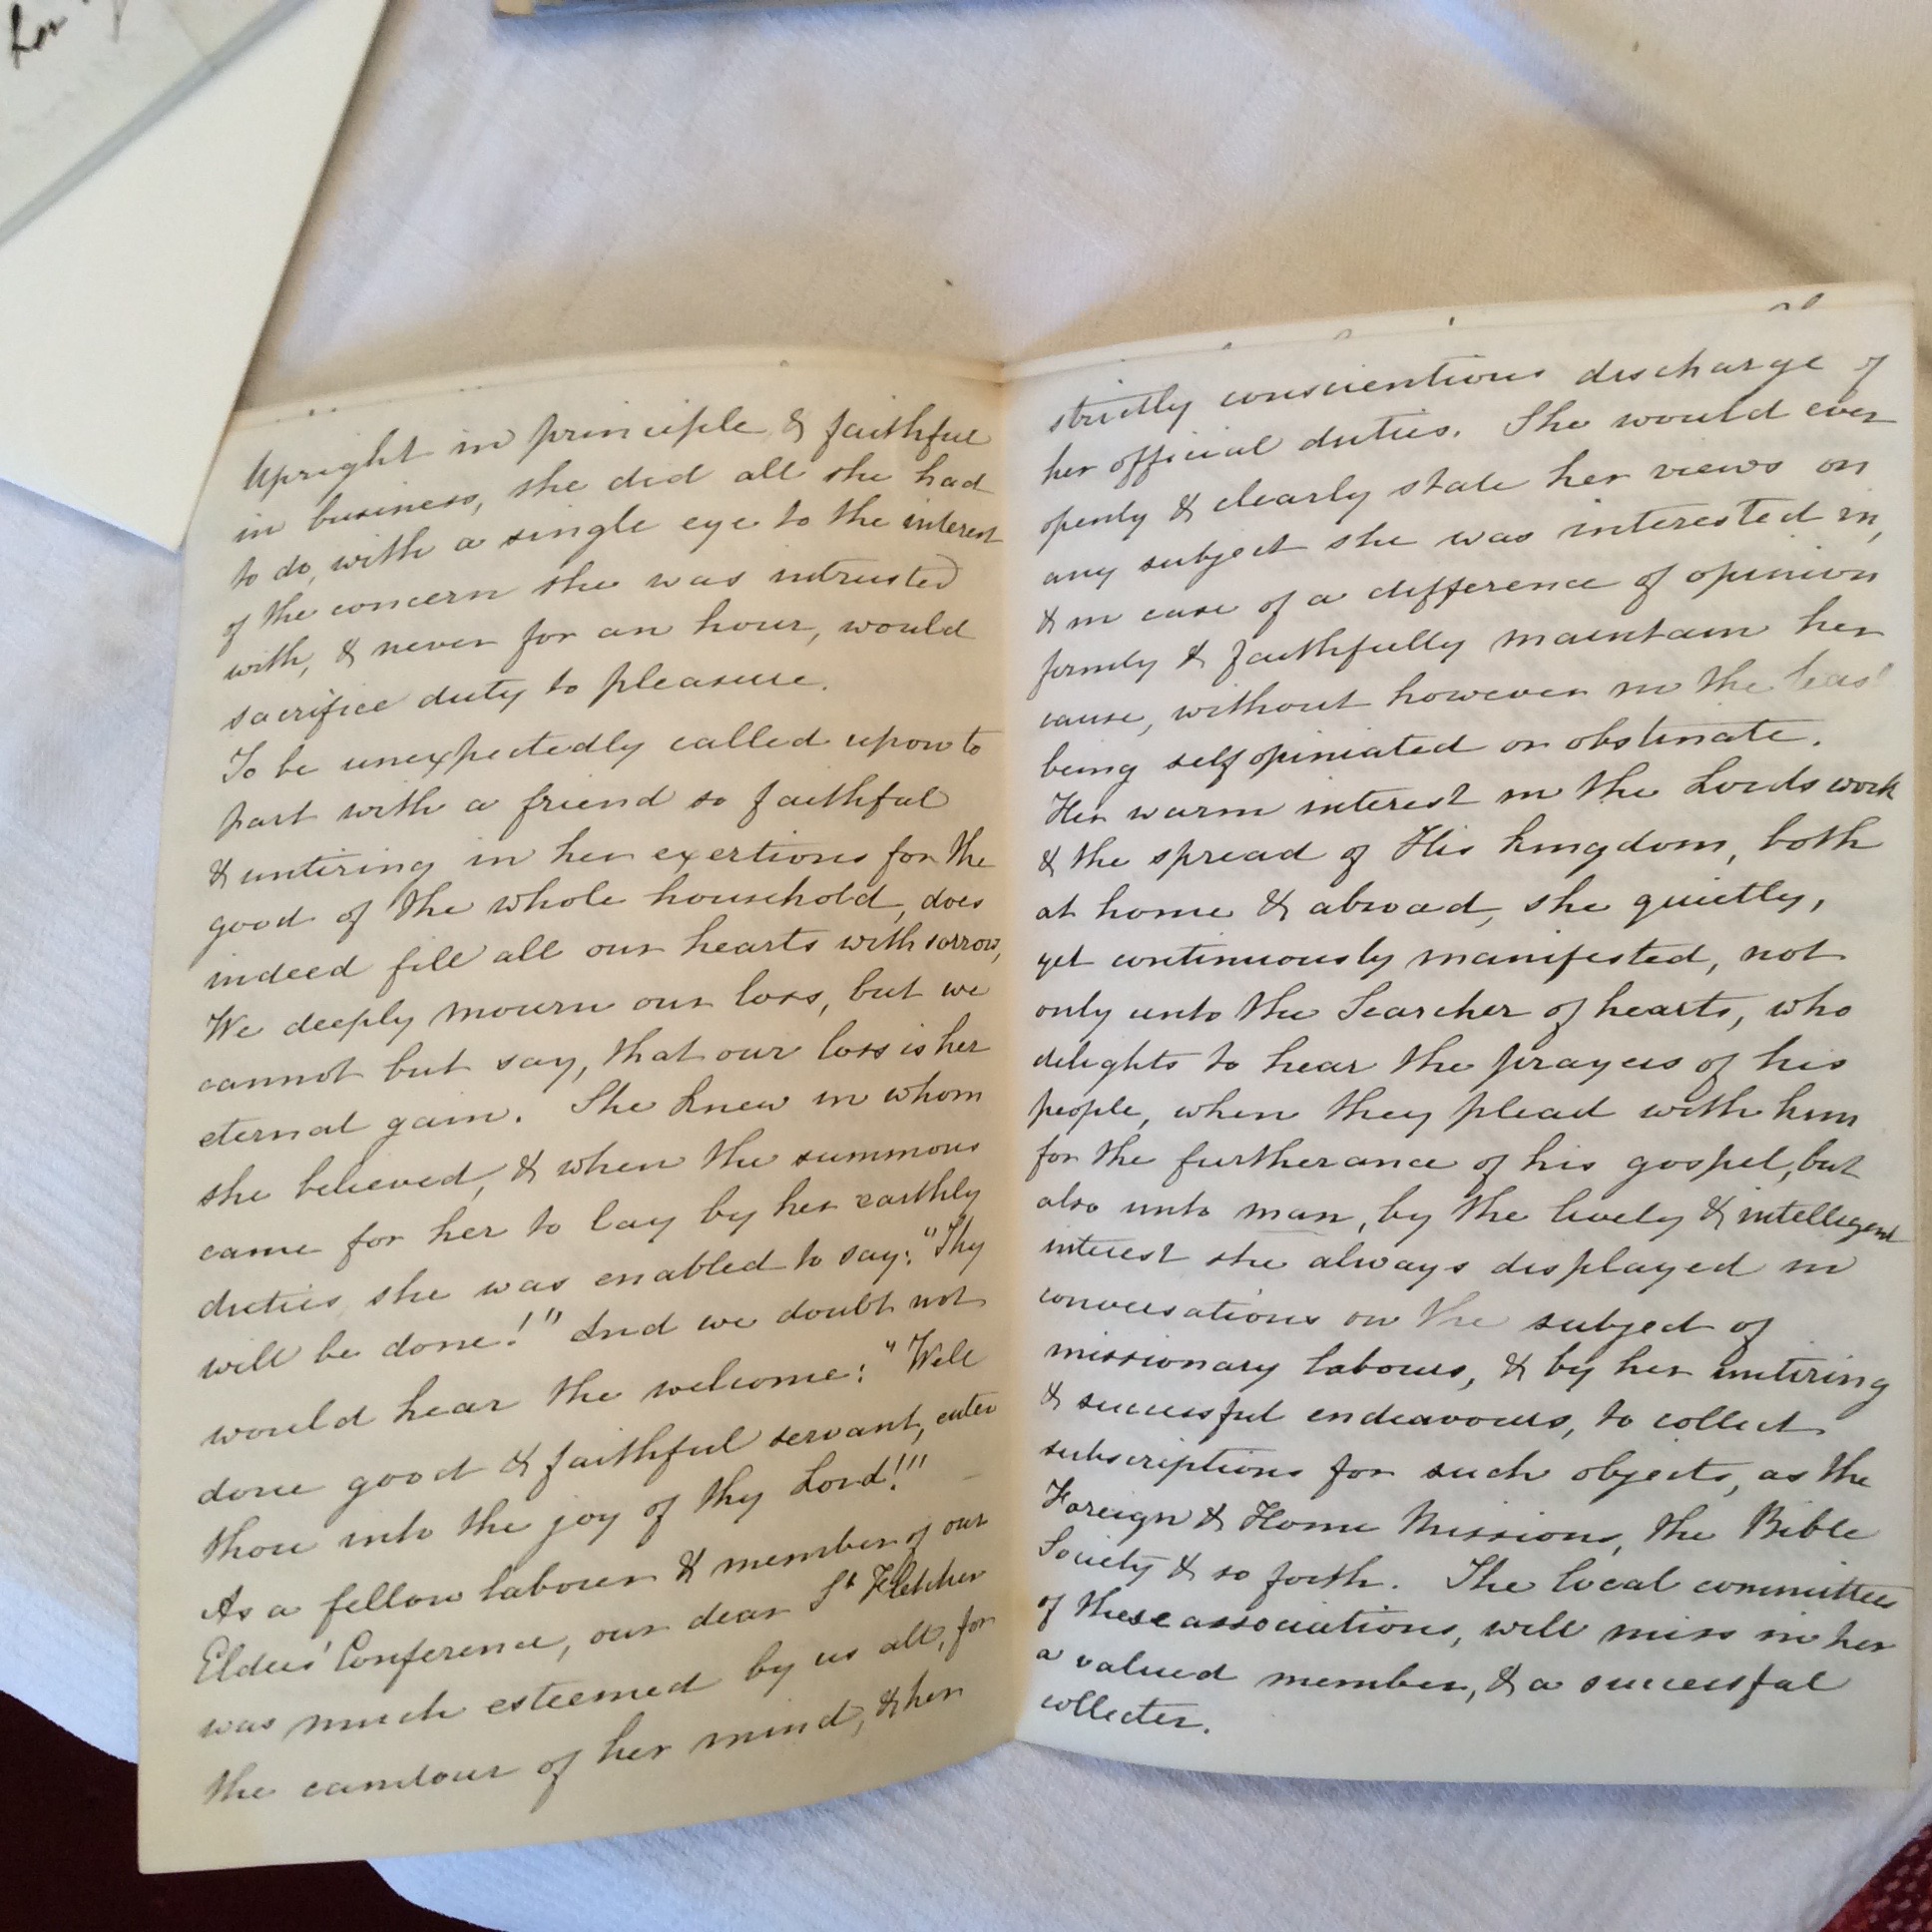 Upright in principle & faithful
in business, she did all she had
to do, with a single eye to the interest
of the concern she was intrusted
with, & never for an hour, would
sacrifice duty to pleasure.
To be unexpectedly called upon to
part with a friend so faithful
& untiring in her exertions for the
good of the whole household, does
indeed fill all our hearts with sorrow,
We deeply mourn our loss, but we
cannot but say, that our loss is her
eternal gain. She knew in whom
she believed, & when the summons
came for her to lay by her earthly
duties she was enabled to say: "Thy
will be done!" And we doubt not
would hear the welcome: "Well
done good & faithful servant, enter
thou into the joy of thy Lord!"
As a fellow labourer & member of our
Elders' Conference, our dear Sr Fletcher
was much esteemed by us all, for
the candour of her mind, & her
strictly conscientious discharge of
her official duties. She would ever
openly & clearly state her views on
any subject she was interested in,
& in case of a difference of opinion
firmly & faithfully maintain her
cause, without however in the least
being self opiniated or obstinate.
Her warm interest in the Lords work
& the spread of His kingdom, both
at home & abroad, she quietly,
yet continuously manifested, not
only unto the Searcher of hearts, who
delights to hear the prayers of his
people, when they plead with him
for the furtherance of his gospel, but
also unto man, by the lively & intelligent
interest she always displayed in
conversations on the subject of
missionary labours, & by her untiring
& successful endeavours, to collect
subscriptions for such objects, as the
Foreign & Home Missions, the Bible
Society & so forth. The local committees
of these associations, will miss in her
a valued member, & a successful
collecter.